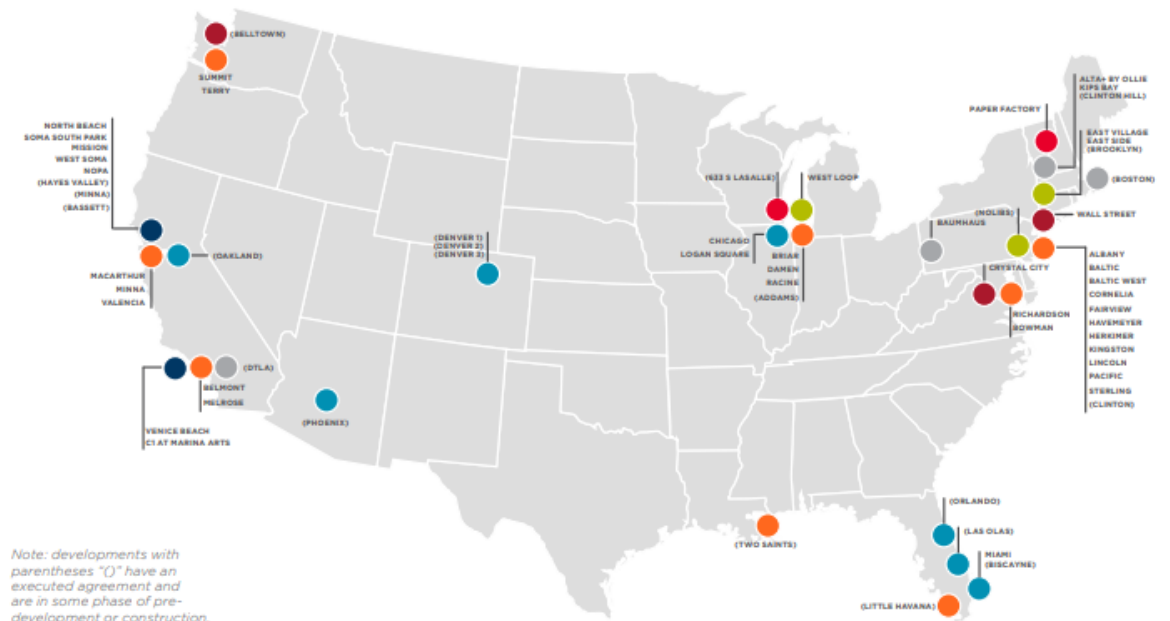 (BELLTOWN)
SUMMIT
TERRY
NORTH BEACH
SOMA SOUTH PARK
MISSION
WEST SOMA
NOPA
(HAYES VALLEY)
(MINNA)
(BASSETT)
(OAKLAND)
MACARTHUR
MINNA
VALENCIA
(DTLA)
BELMONT
MELROSE
VENICE BEACH
C1 AT MARINA ARTS
(PHOENIX)
(DENVER 1)
(DENVER 2)
(DENVER 3)
(633 S LASALLE)
WEST LOOP
CHICAGO
LOGAN SQUARE
BRIAR
DAMEN
RACINE
(ADDAMS)
PAPER FACTORY
ALTA+ BY OLLIE
KIPS BAY
(CLINTON HILL)
EAST VILLAGE
EAST SIDE
(BROOKLYN)
(BOSTON)
(NOLIBS)
BAUMHAUS
WALL STREET
CRYSTAL CITY
RICHARDSON
BOWMAN
ALBANY
BALTIC
BALTIC WEST
CORNELIA
FAIRVIEW
HAVEMEYER
HERKIMER
KINGSTON
LINCOLN
PACIFIC
STERLING
(CLINTON)
(TWO SAINTS)
(ORLANDO)
(LAS OLAS)
MIAMI
(BISCAYNE)
(LITTLE HAVANA)
Note: developments with
parentheses "()" have an
executed agreement and
are in some phase of pre-
development or construction.